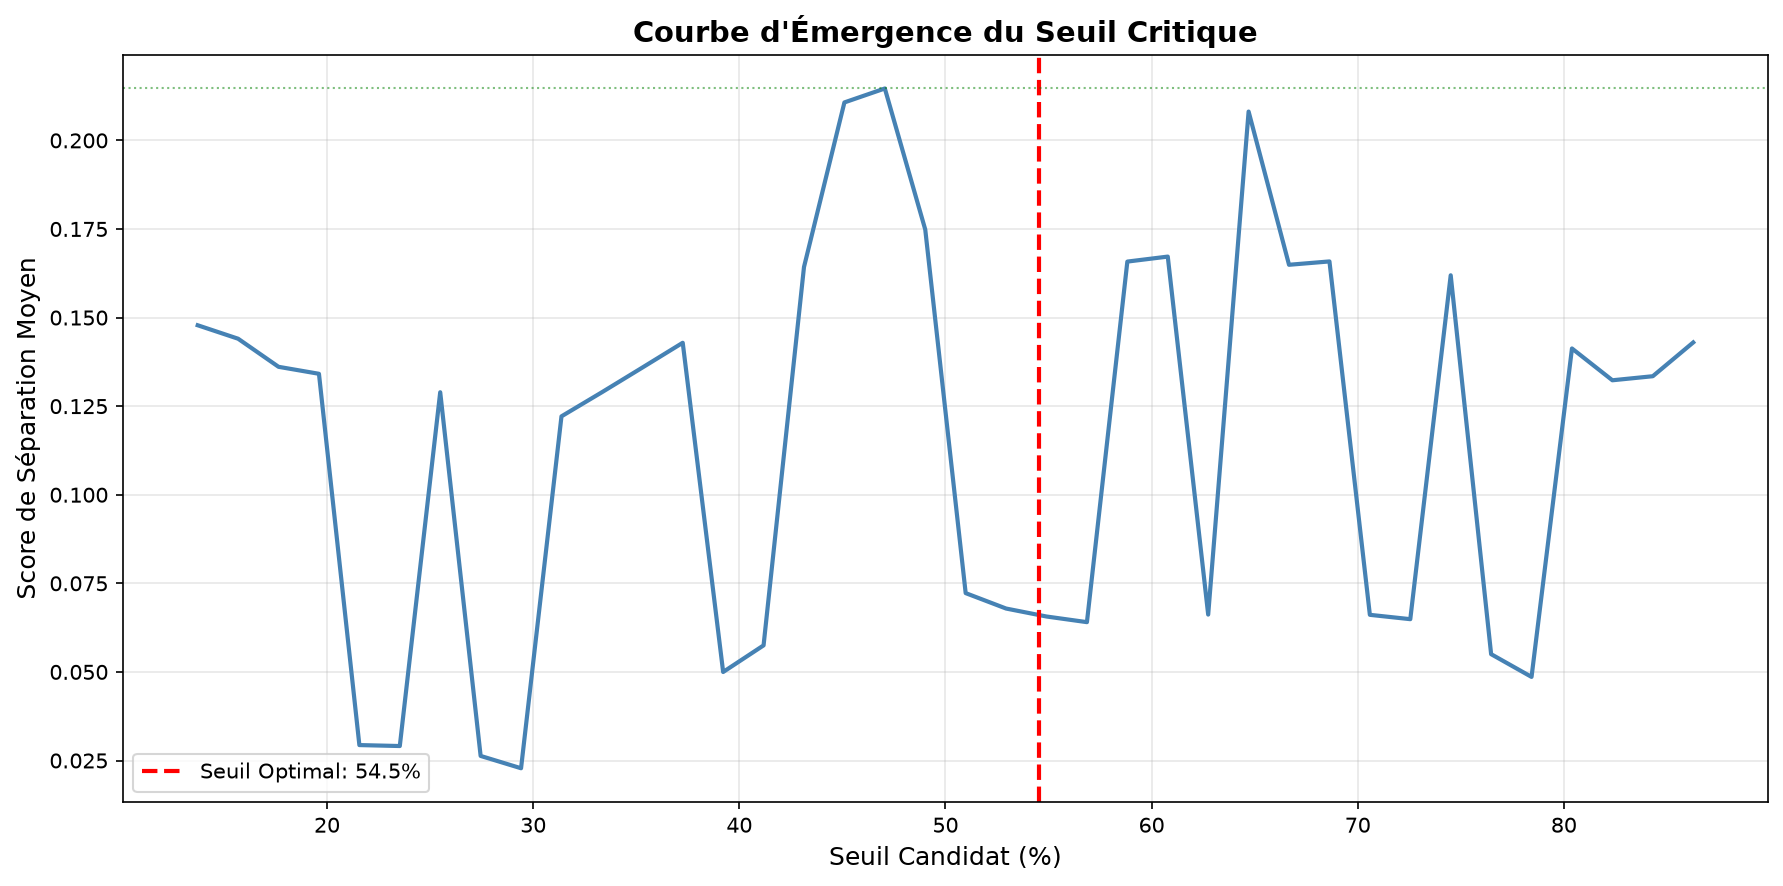 Courbe d'Émergence du Seuil Critique
Score de Séparation Moyen
0.200
0.175
0.150
0.125
0.100
0.075
0.050
0.025
Seuil Optimal: 54.5%
20 30 40 50 60 70 80
Seuil Candidat (%)